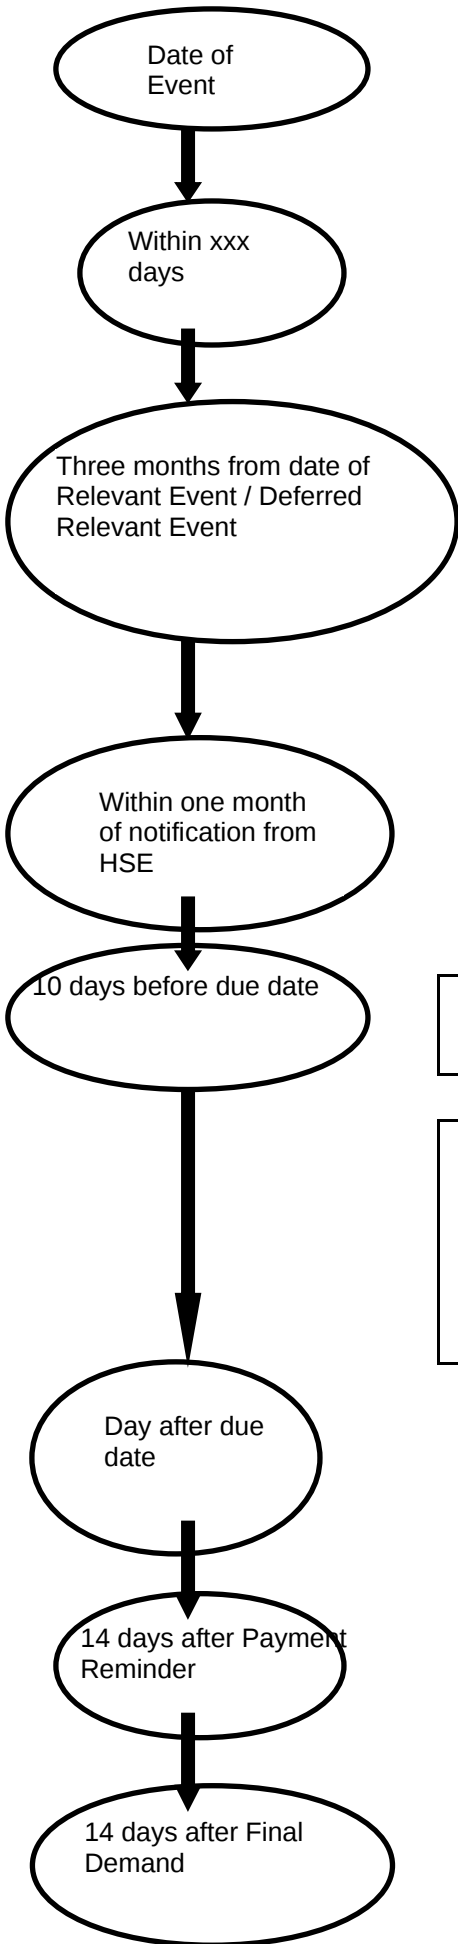 Date of
Event
Within xxx
days
Three months from date of
Relevant Event / Deferred
Relevant Event
Within one month
of notification from
HSE
10 days before due date
Day after due
date
14 days after Payment
Reminder
14 days after Final
Demand